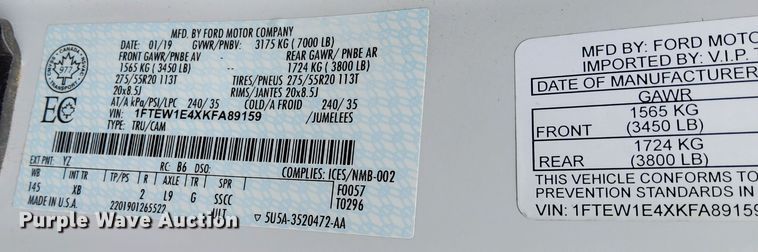 MFD. BY FORD MOTOR COMPANY
DATE: 01/19 GVWR/PNBV: 3175 KG ( 7000 LB)
FRONT GAWR/PNBE AV REAR GAWR / PNBE AR
1565 KG ( 3450 LB) 1724 KG ( 3800 LB)
275/55R20 113T TIRES/PNEUS 275/55R20 113T
20x8.5J RIMS/JANTES 20x8.5J
AT/A kPa/PSI/LPC 240/ 35 COLD/A FROID 240/ 35
VIN: 1FTEW1E4XKFA89159 /JUMELEES
TYPE: TRU/CAM
CANADA
977
TRANSPORT
EC
EXT PNT: YZ RC: B6 DSO: COMPLIES: ICES/NMB-002
WB INT TR TP/PS R AXLE TR SPR F0057
145 XB 2 L9 G SSCC T0296
MADE IN U.S.A. 2201901265522 ULT 5U5A-3520472-AA
MFD BY: FORD MOTO
IMPORTED BY: V.I.P. T
DATE OF MANUFACTURER
GAWR
FRONT 1565 KG
(3450 LB)
REAR 1724 KG
(3800 LB)
THIS VEHICLE CONFORMS TO
PREVENTION STANDARDS IN
VIN: 1FTEW1E4XKFA89159
Purple Wave Auction